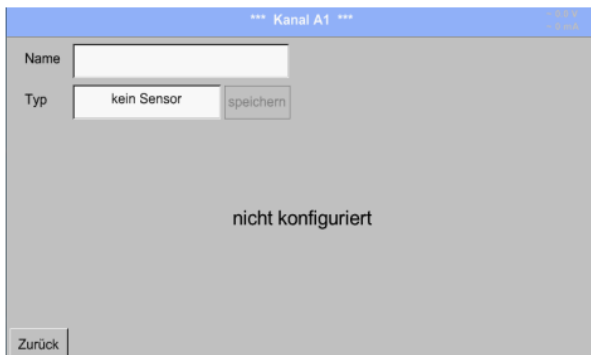 *** Kanal A1 ***
Name
Typ
kein Sensor
speichern
nicht konfiguriert
Zurück